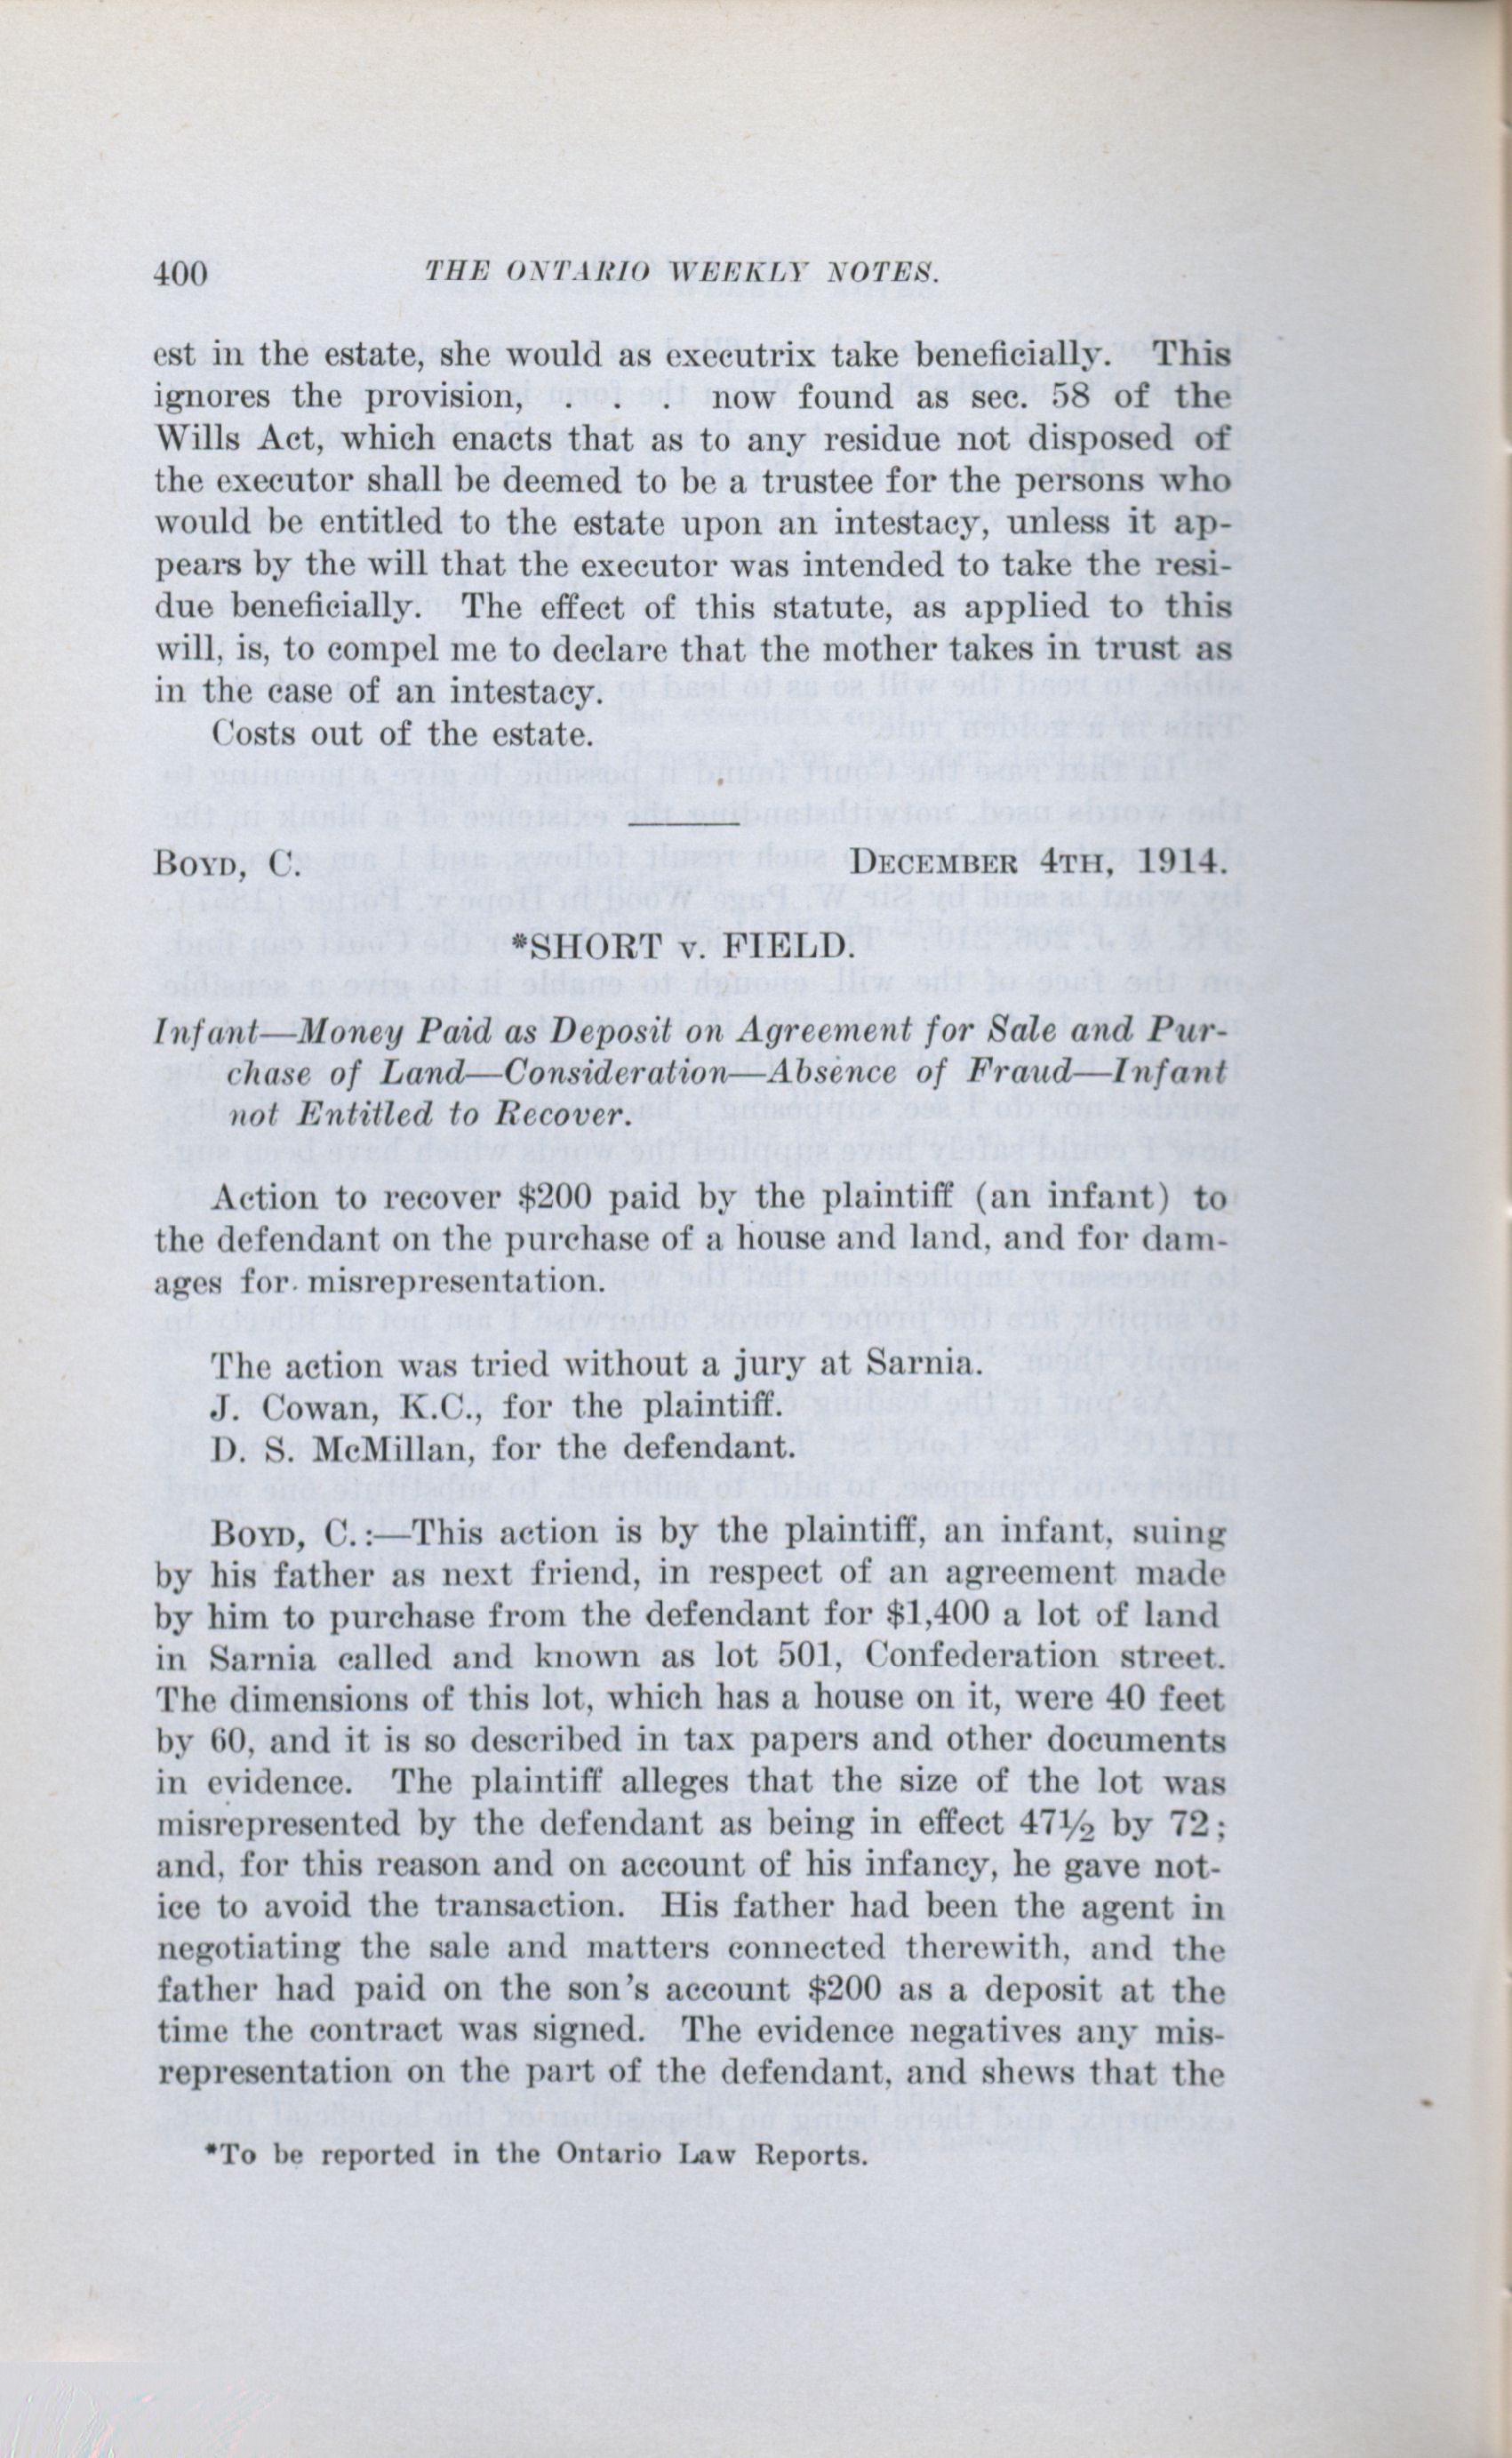 400 THE ONTARIO WEEKLY NOTES.
est in the estate, she would as executrix take beneficially. This
ignores the provision, . . . now found as sec. 58 of the
Wills Act, which enacts that as to any residue not disposed of
the executor shall be deemed to be a trustee for the persons who
would be entitled to the estate upon an intestacy, unless it ap-
pears by the will that the executor was intended to take the resi-
due beneficially. The effect of this statute, as applied to this
will, is, to compel me to declare that the mother takes in trust as
in the case of an intestacy.
Costs out of the estate.
BOYD, C. DECEMBER 4TH, 1914.
*SHORT v. FIELD.
Infant—Money Paid as Deposit on Agreement for Sale and Pur-
chase of Land—Consideration—Absence of Fraud—Infant
not Entitled to Recover.
Action to recover $200 paid by the plaintiff (an infant) to
the defendant on the purchase of a house and land, and for dam-
ages for misrepresentation.
The action was tried without a jury at Sarnia.
J. Cowan, K.C., for the plaintiff.
D. S. McMillan, for the defendant.
BOYD, C.:—This action is by the plaintiff, an infant, suing
by his father as next friend, in respect of an agreement made
by him to purchase from the defendant for $1,400 a lot of land
in Sarnia called and known as lot 501, Confederation street.
The dimensions of this lot, which has a house on it, were 40 feet
by 60, and it is so described in tax papers and other documents
in evidence. The plaintiff alleges that the size of the lot was
misrepresented by the defendant as being in effect 47½ by 72;
and, for this reason and on account of his infancy, he gave not-
ice to avoid the transaction. His father had been the agent in
negotiating the sale and matters connected therewith, and the
father had paid on the son's account $200 as a deposit at the
time the contract was signed. The evidence negatives any mis-
representation on the part of the defendant, and shews that the
*To be reported in the Ontario Law Reports.